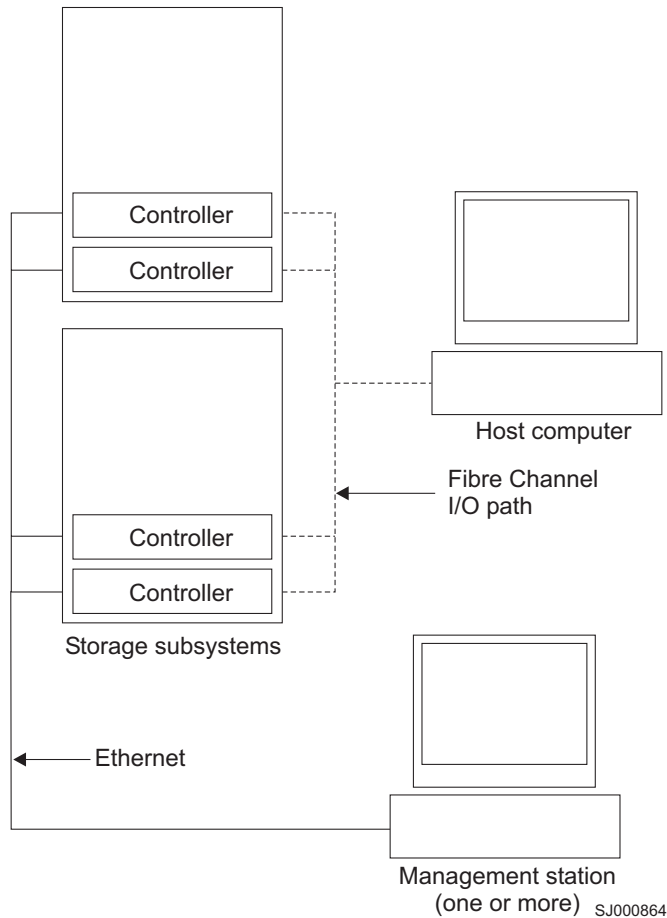 Controller
Controller
Host computer
Fibre Channel
I/O path
Controller
Controller
Storage subsystems
Ethernet
Management station
(one or more)
SJ000864